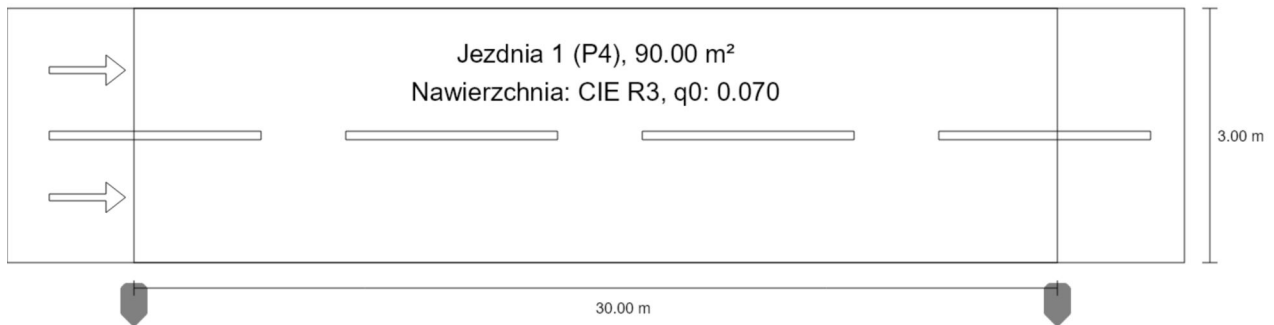 Jezdnia 1 (P4), 90.00 m²
Nawierzchnia: CIE R3, q0: 0.070
3.00 m
30.00 m